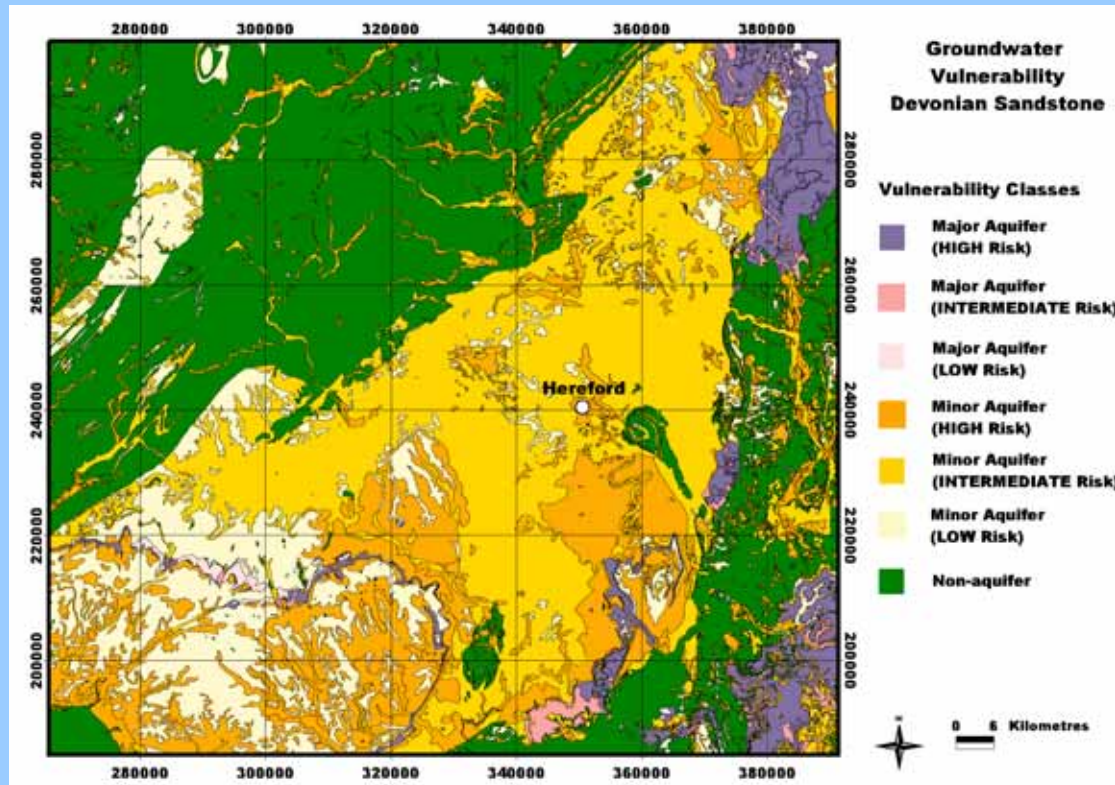 280000 300000 320000 340000 360000 380000
Groundwater
Vulnerability
Devonian Sandstone
280000 280000
Vulnerability Classes
Major Aquifer
(HIGH Risk)
260000 260000
Major Aquifer
(INTERMEDIATE Risk)
Major Aquifer
(LOW Risk)
Hereford
240000 240000
Minor Aquifer
(HIGH Risk)
Minor Aquifer
(INTERMEDIATE Risk)
220000 220000
Minor Aquifer
(LOW Risk)
Non-aquifer
200000 200000
N
0 6 Kilometres
280000 300000 320000 340000 360000 380000